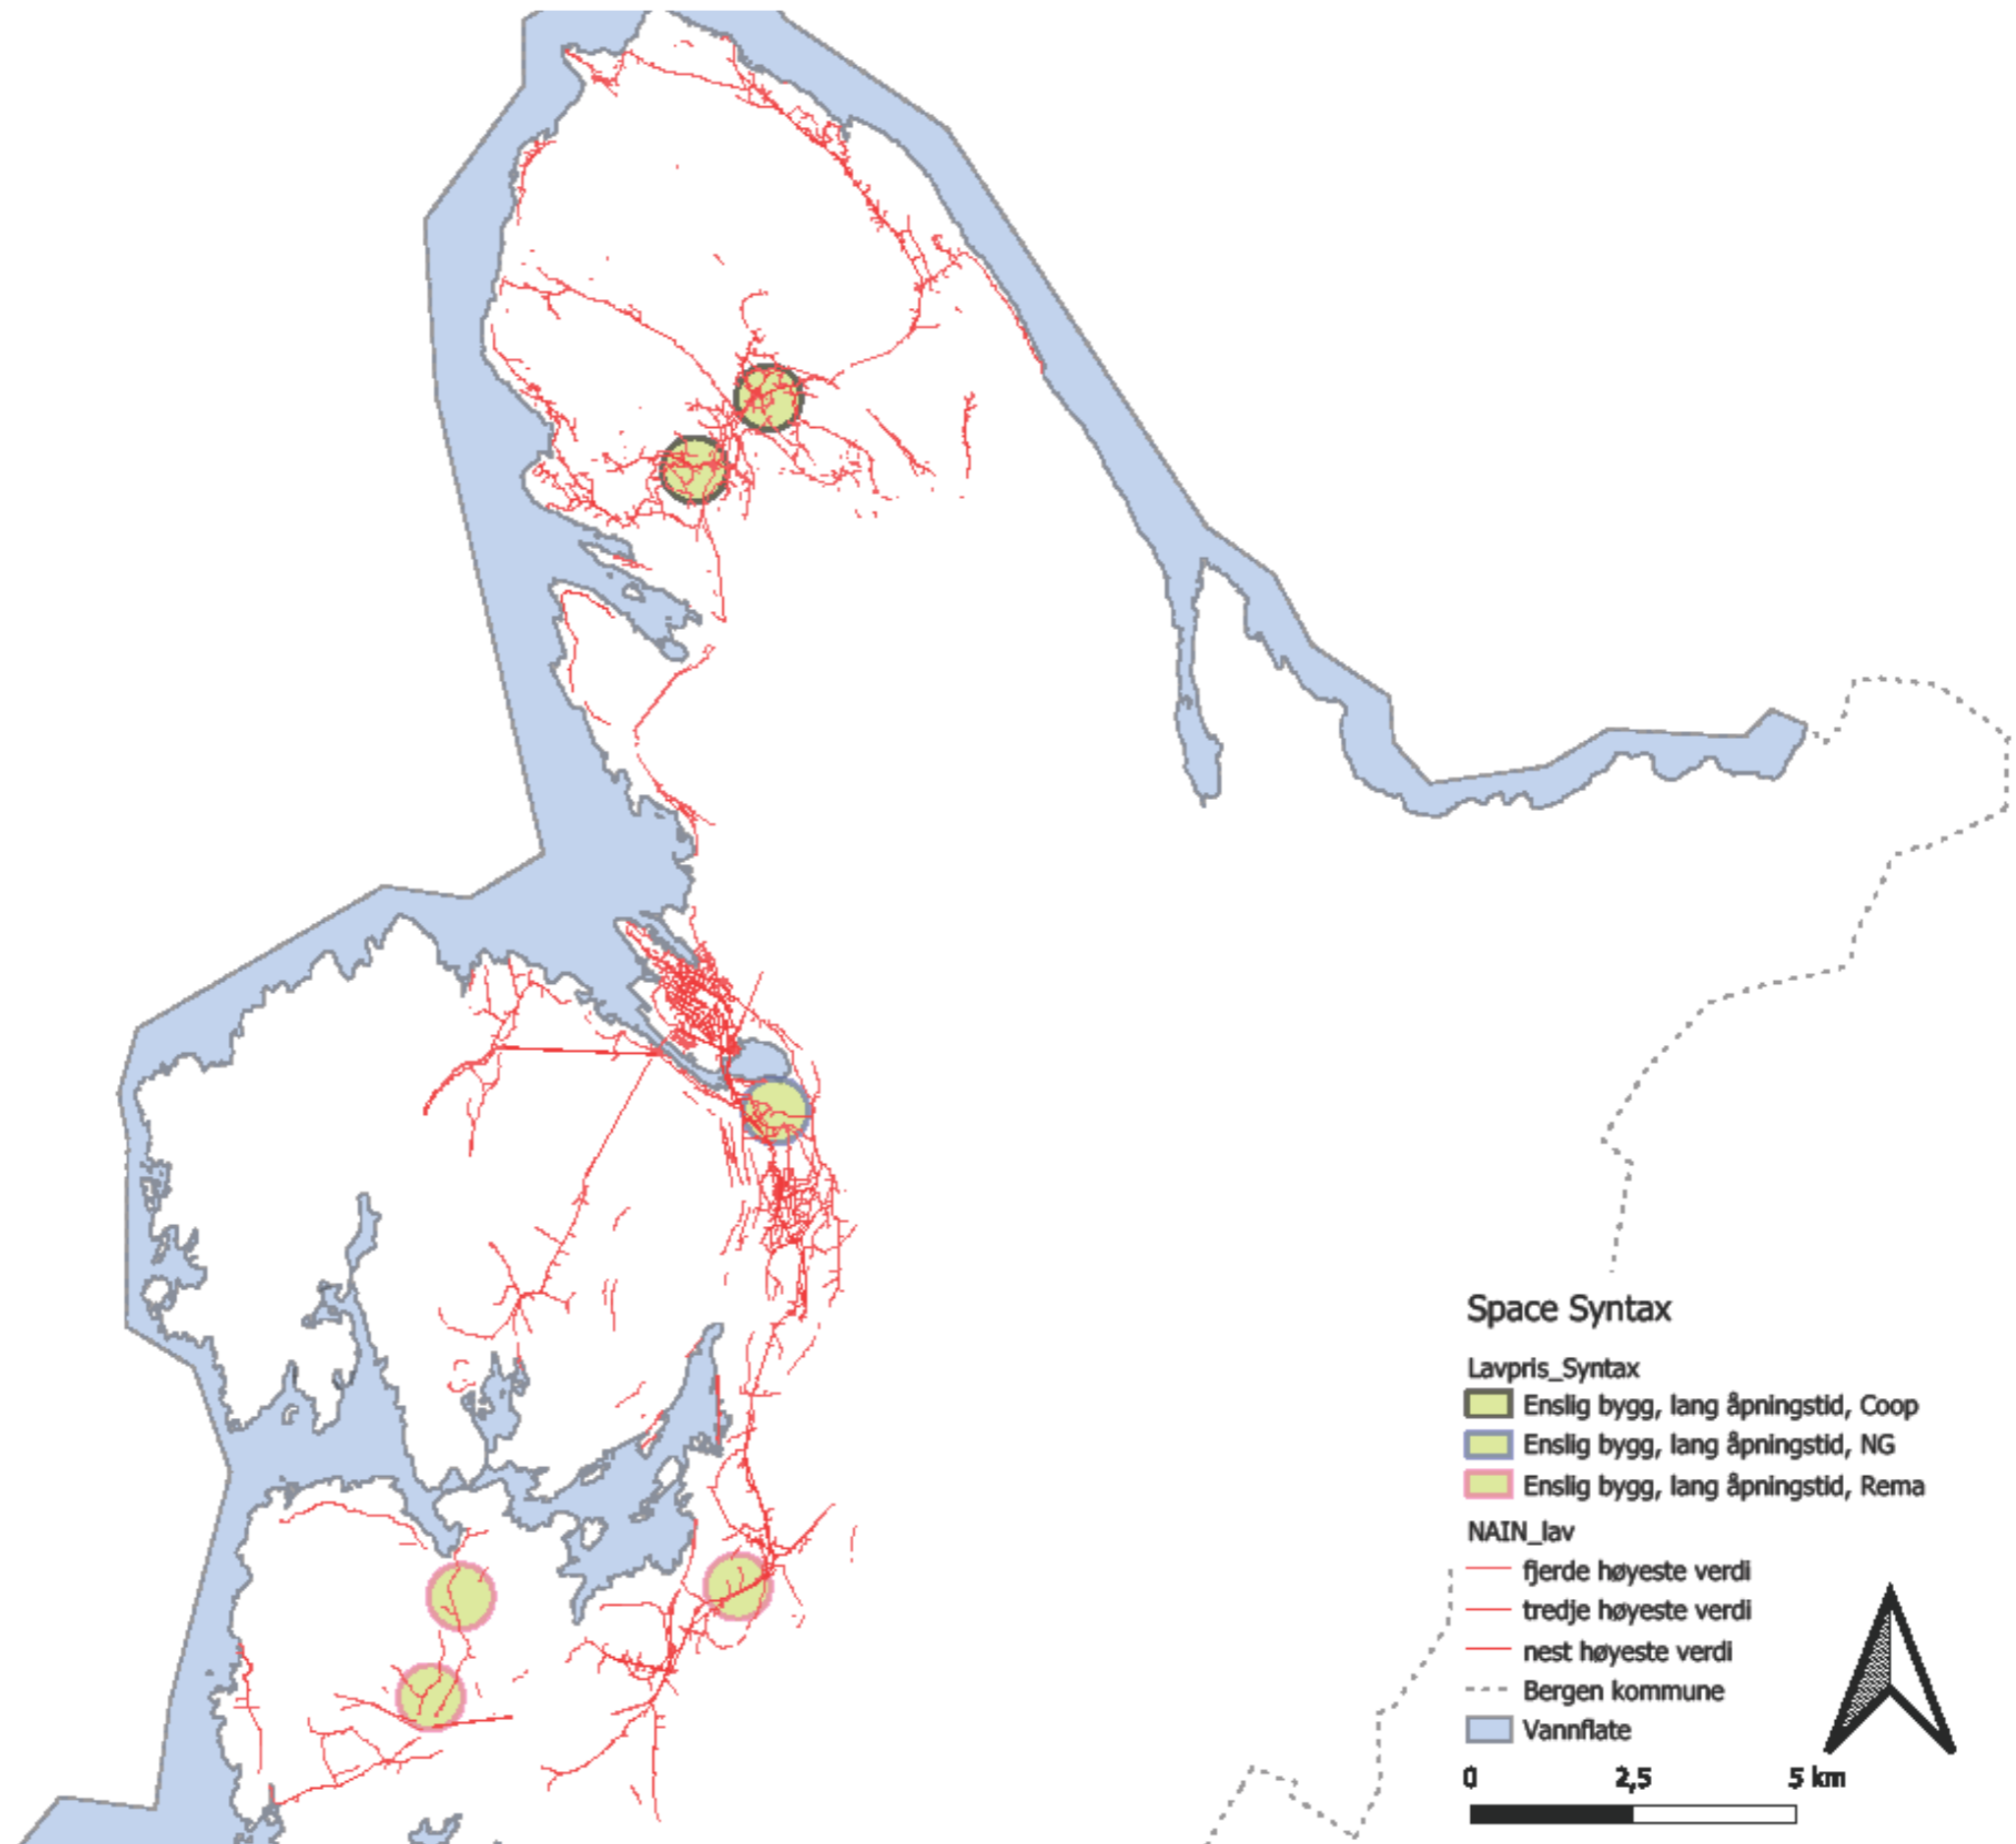 Space Syntax
Lavpris_Syntax
Enslig bygg, lang åpningstid, Coop
Enslig bygg, lang åpningstid, NG
Enslig bygg, lang åpningstid, Rema
NAIN_lav
fjerde høyeste verdi
tredje høyeste verdi
nest høyeste verdi
Bergen kommune
Vannflate
0 2,5 5 km